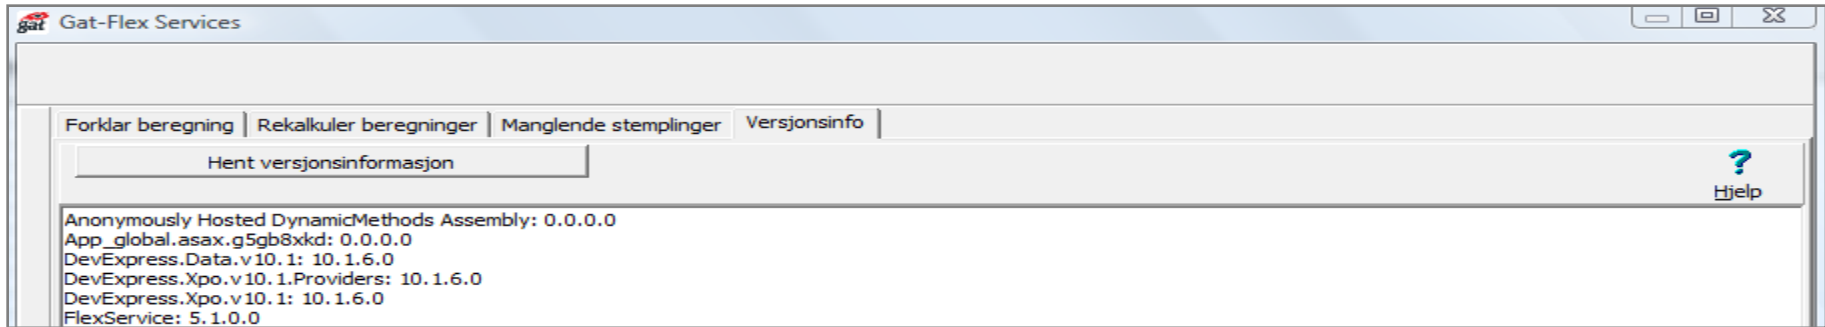 gat Gat-Flex Services
Forklar beregning Rekalkuler beregninger Manglende stemplinger Versjonsinfo
Hent versjonsinformasjon
?
Hjelp
Anonymously Hosted DynamicMethods Assembly: 0.0.0.0
App_global.asax.g5gb8xkd: 0.0.0.0
DevExpress.Data.v10.1: 10.1.6.0
DevExpress.Xpo.v10.1.Providers: 10.1.6.0
DevExpress.Xpo.v10.1: 10.1.6.0
FlexService: 5.1.0.0